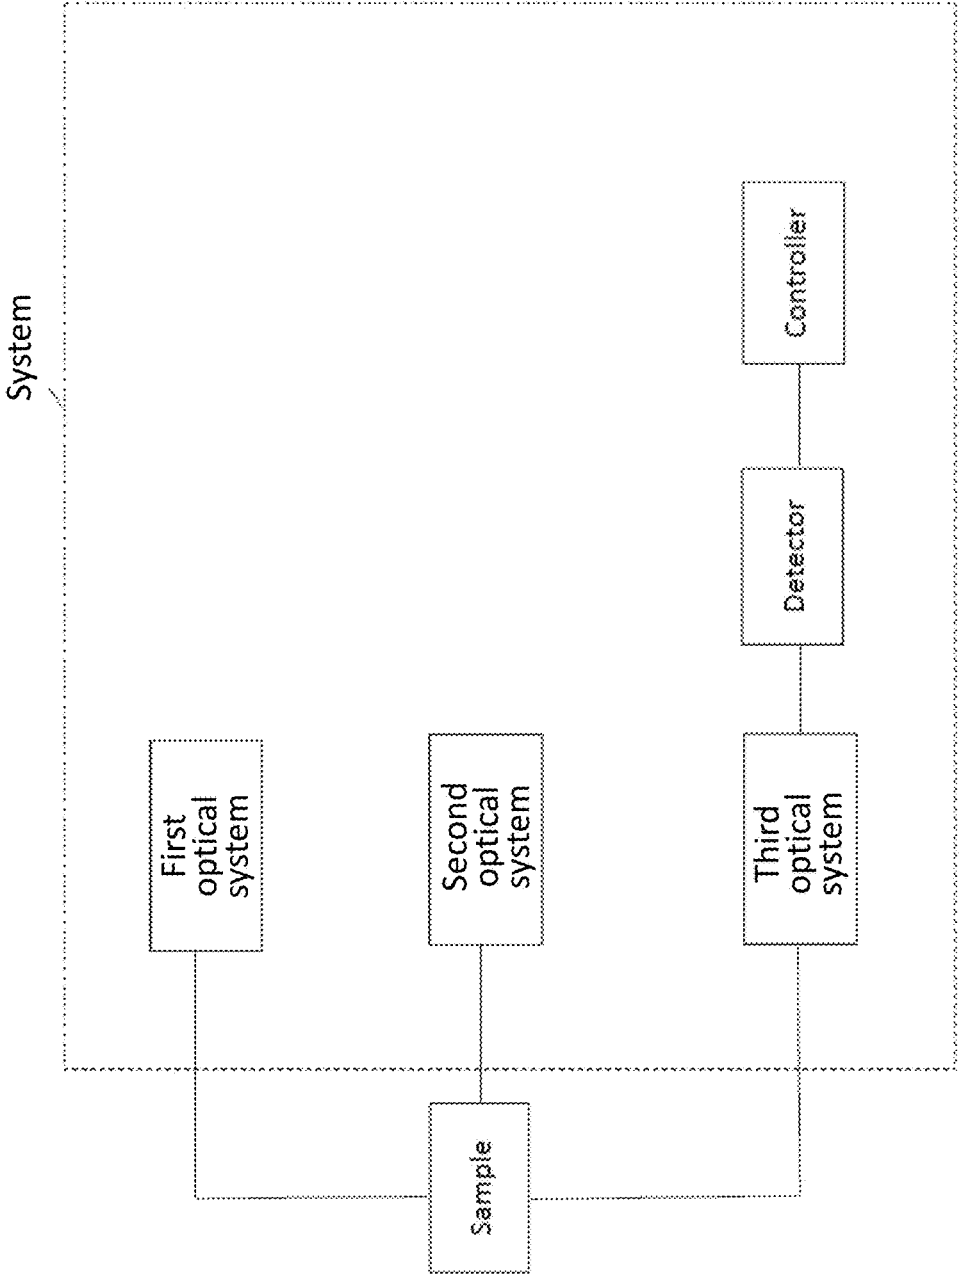 System
First
optical
system
Second
optical
system
Third
optical
system
Detector
Controller
Sample